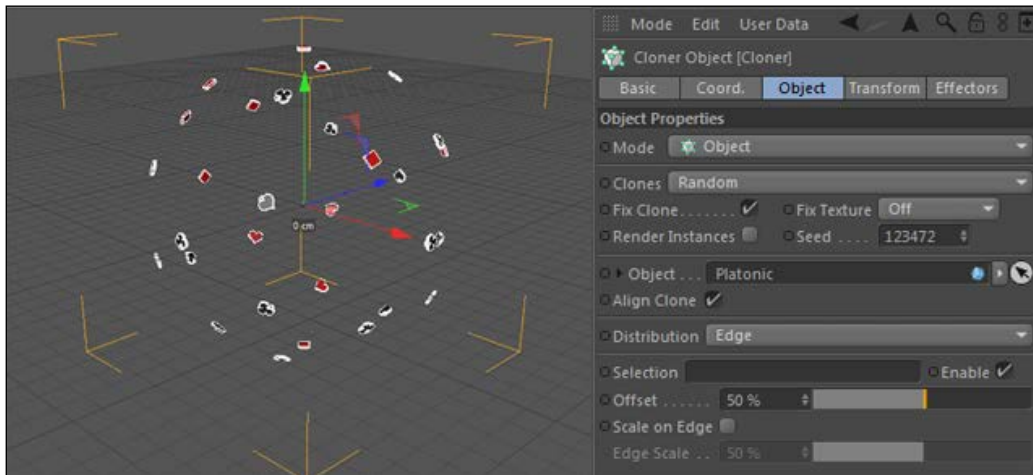 Mode Edit User Data
Cloner Object [Cloner]
Basic Coord. Object Transform Effectors
Object Properties
Mode Object
Clones Random
Fix Clone....... Fix Texture Off
Render Instances Seed .... 123472
Object ... Platonic
Align Clone
Distribution Edge
Selection Enable
Offset ...... 50 %
Scale on Edge
Edge Scale .. 50 %
0 cm